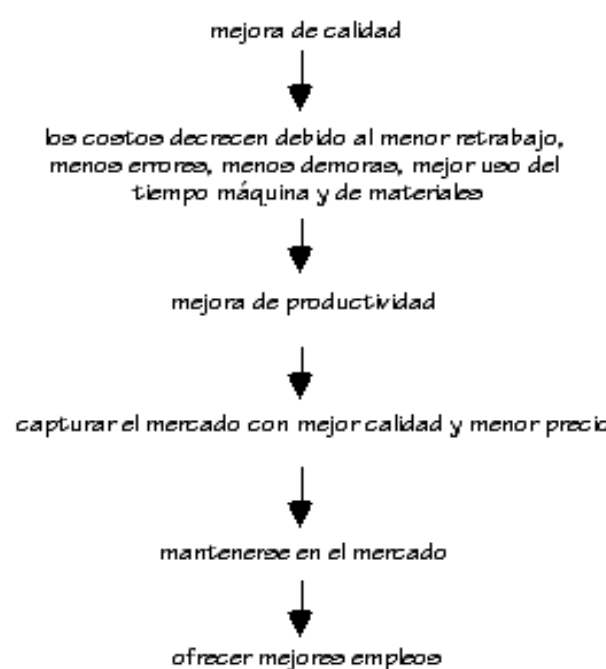 mejora de calidad
los costos decrecen debido al menor retrabajo,
menos errores, menos demoras, mejor uso del
tiempo máquina y de materiales
mejora de productividad
capturar el mercado con mejor calidad y menor precio
mantenerse en el mercado
ofrecer mejores empleos